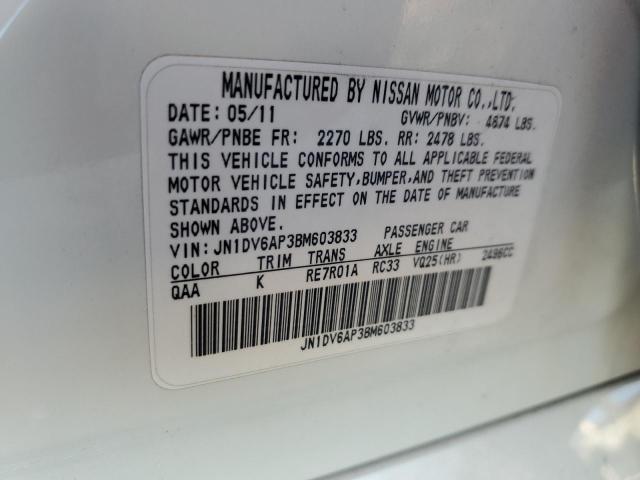 MANUFACTURED BY NISSAN MOTOR CO.,LTD.
DATE: 05/11 GVWR/PNBV: 4674 LBS.
GAWR/PNBE FR: 2270 LBS. RR: 2478 LBS.
THIS VEHICLE CONFORMS TO ALL APPLICABLE FEDERAL
MOTOR VEHICLE SAFETY,BUMPER,AND THEFT PREVENTION
STANDARDS IN EFFECT ON THE DATE OF MANUFACTURE
SHOWN ABOVE.
VIN:JN1DV6AP3BM603833 PASSENGER CAR
COLOR TRIM TRANS AXLE ENGINE
QAA K RE7R01A RC33 VQ25(HR) 2496CC
JN1DV6AP3BM603833